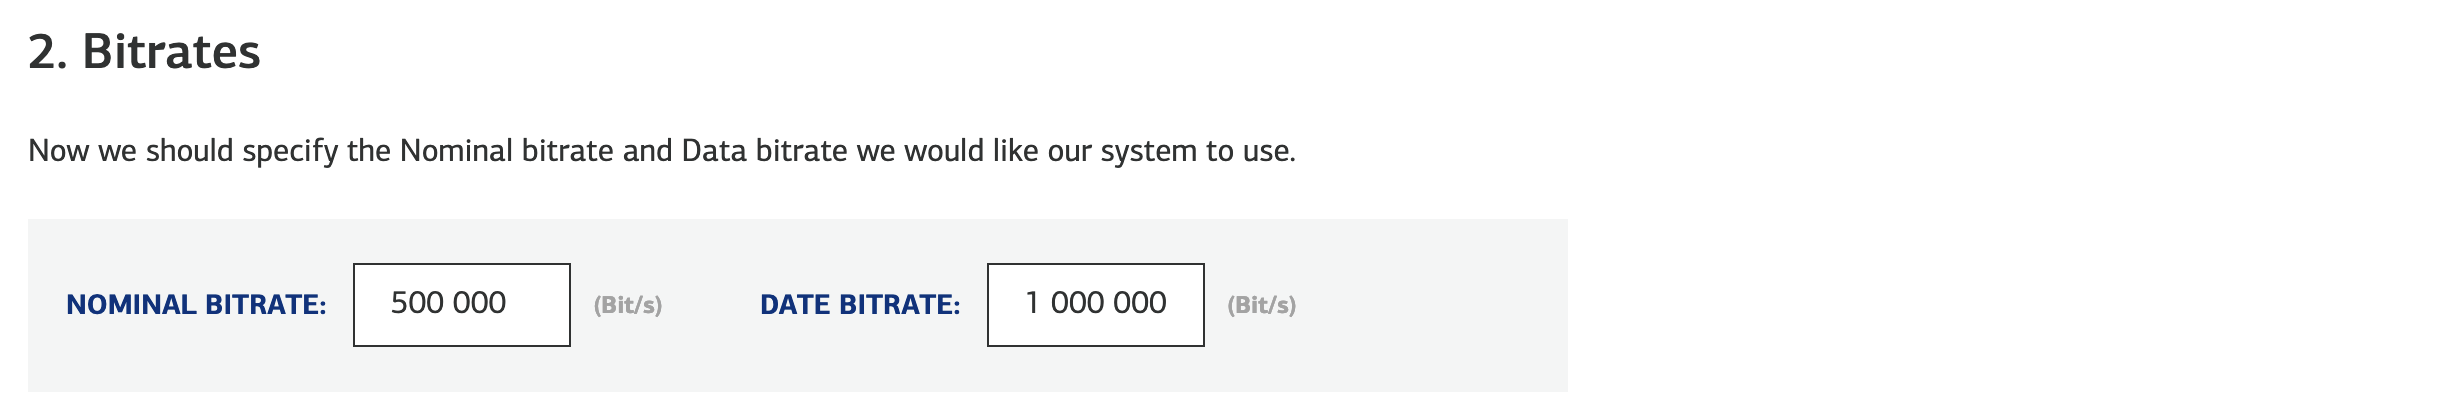 2. Bitrates
Now we should specify the Nominal bitrate and Data bitrate we would like our system to use.
NOMINAL BITRATE: 500 000 (Bit/s) DATE BITRATE: 1 000 000 (Bit/s)